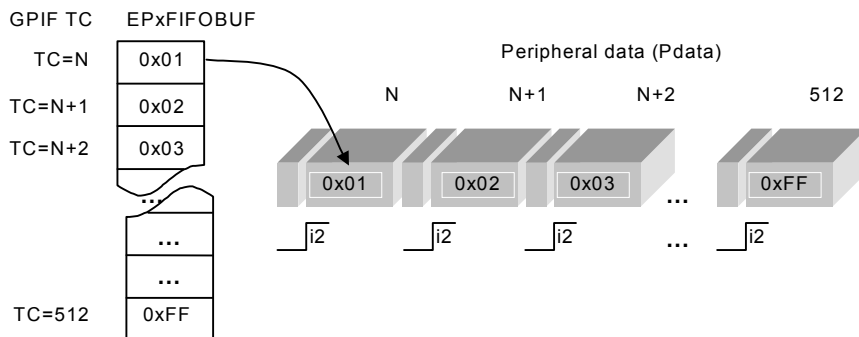 GPIF TC EPxFIFOBUF
TC=N 0x01
TC=N+1 0x02
TC=N+2 0x03
...
...
...
TC=512 0xFF
Peripheral data (Pdata)
N N+1 N+2 512
0x01 0x02 0x03 ... 0xFF
i2 i2 i2 ... i2